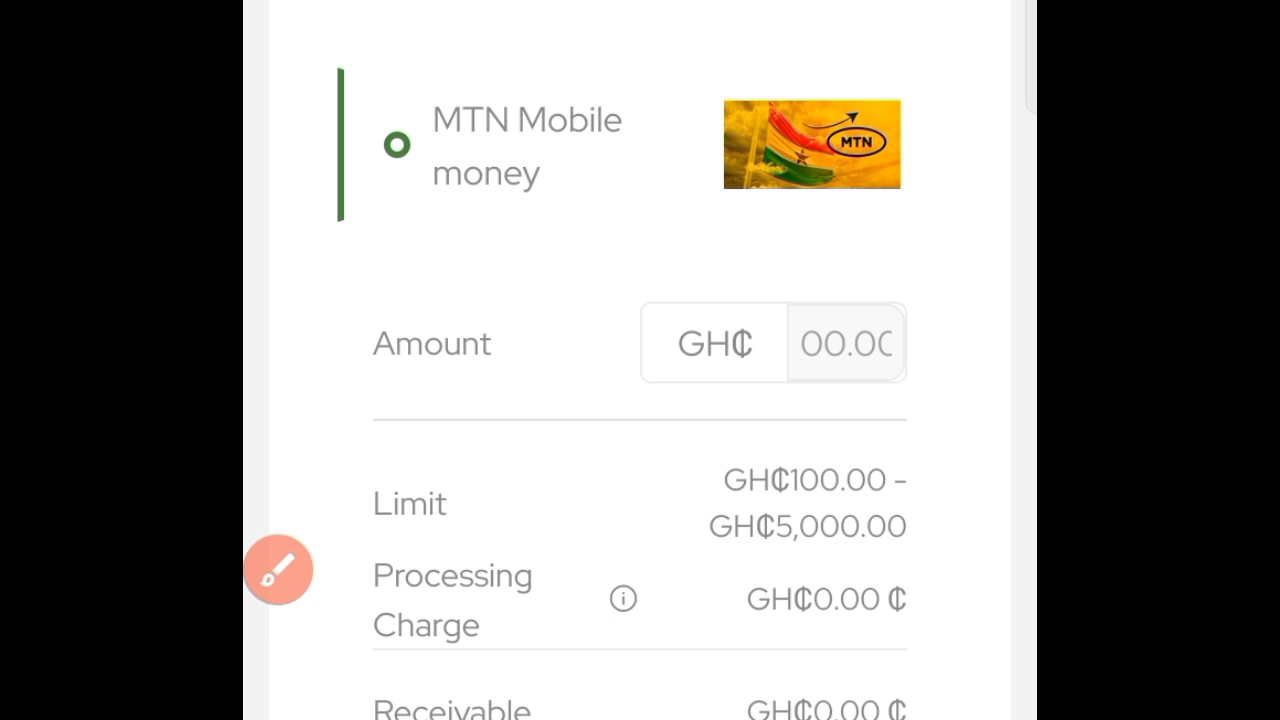 MTN Mobile
money
MTN
Amount
GH₵
00.00
Limit
GH₵100.00 -
GH₵5,000.00
Processing
Charge
GH₵0.00 ₵
Receivable
GH₵0.00 ₵